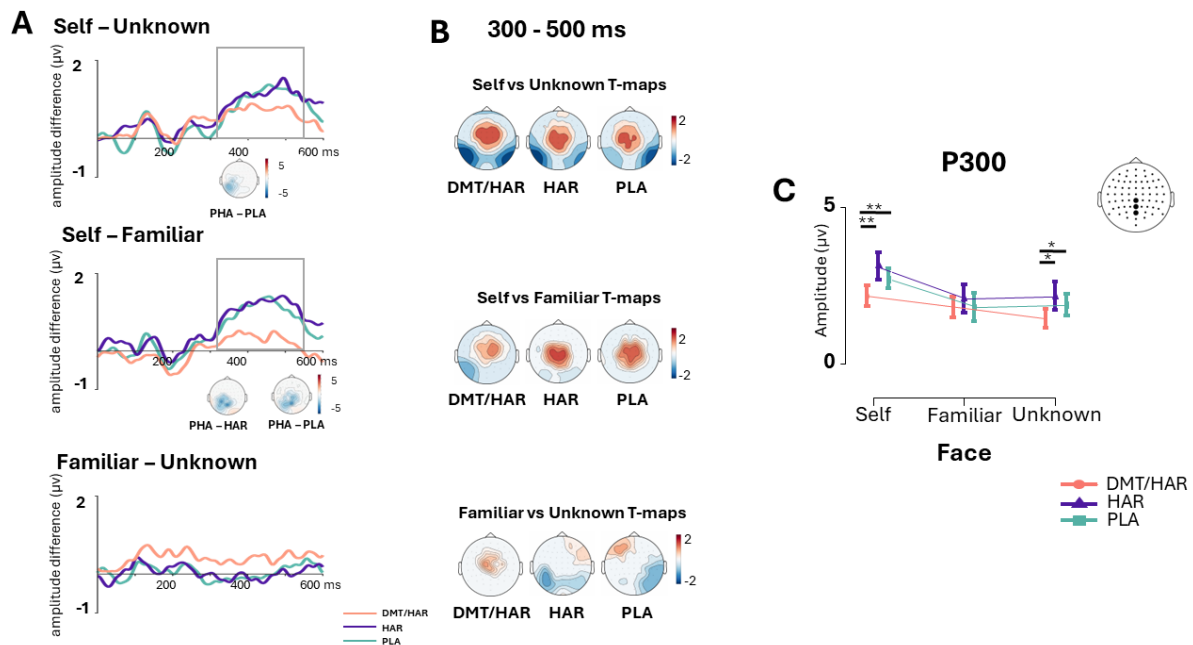 A
Self – Unknown
amplitude difference (μv)
2
-1
200
400
600 ms
5
-5
PHA – PLA
Self – Familiar
amplitude difference (μv)
2
-1
200
400
600 ms
5
-5
PHA – HAR
PHA – PLA
Familiar – Unknown
amplitude difference (μv)
2
-1
200
400
600 ms
DMT/HAR
HAR
PLA
B
300 - 500 ms
Self vs Unknown T-maps
2
-2
DMT/HAR
HAR
PLA
Self vs Familiar T-maps
2
-2
DMT/HAR
HAR
PLA
Familiar vs Unknown T-maps
2
-2
DMT/HAR
HAR
PLA
C
P300
Amplitude (μv)
5
0
**
**
*
*
Self
Familiar
Unknown
Face
DMT/HAR
HAR
PLA